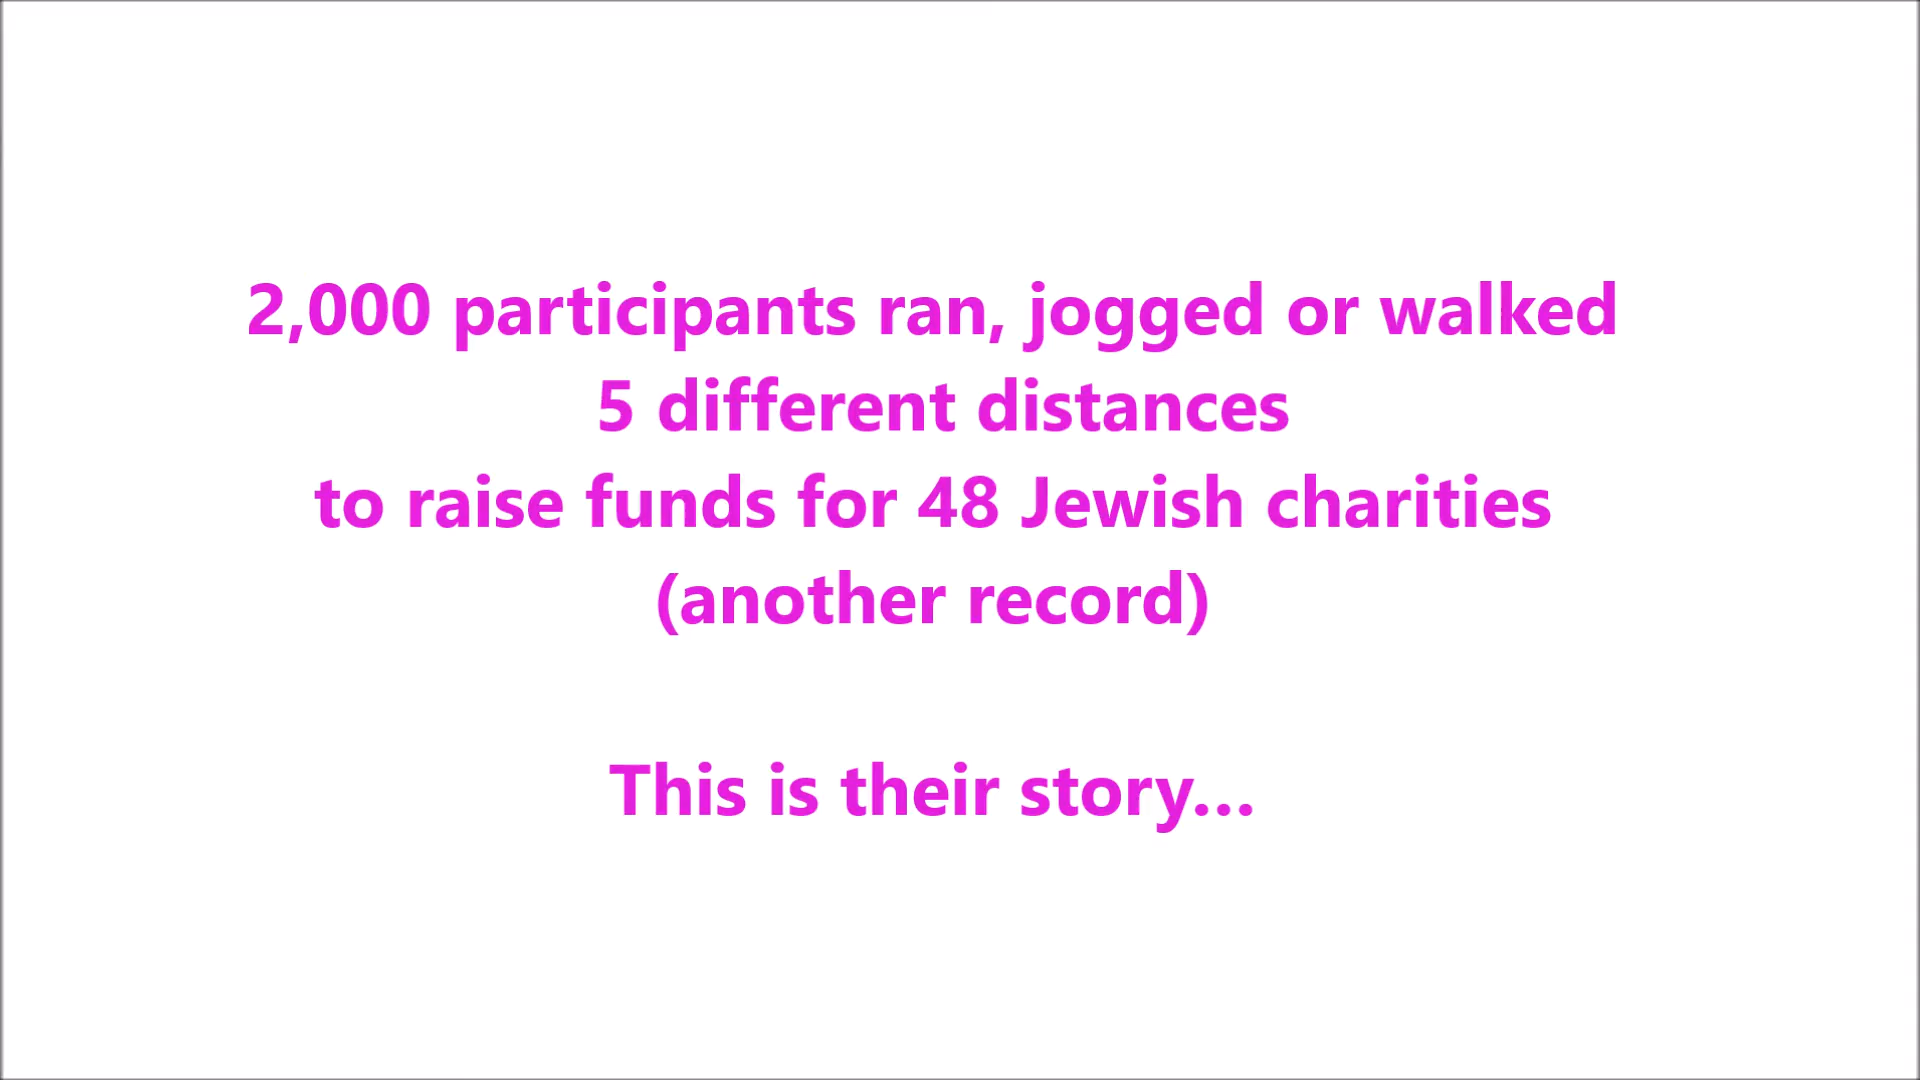 2,000 participants ran, jogged or walked
5 different distances
to raise funds for 48 Jewish charities
(another record)
This is their story...